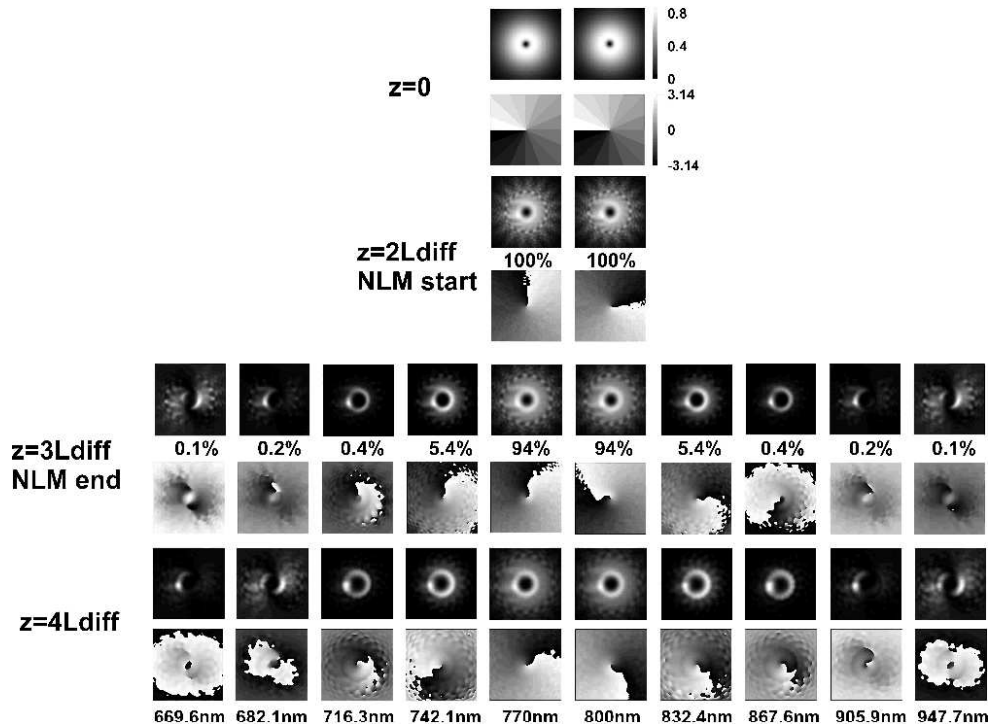 0.8
0.4
0
z=0
3.14
0
-3.14
z=2Ldiff
NLM start
100% 100%
z=3Ldiff
NLM end
0.1% 0.2% 0.4% 5.4% 94% 94% 5.4% 0.4% 0.2% 0.1%
z=4Ldiff
669.6nm 682.1nm 716.3nm 742.1nm 770nm 800nm 832.4nm 867.6nm 905.9nm 947.7nm